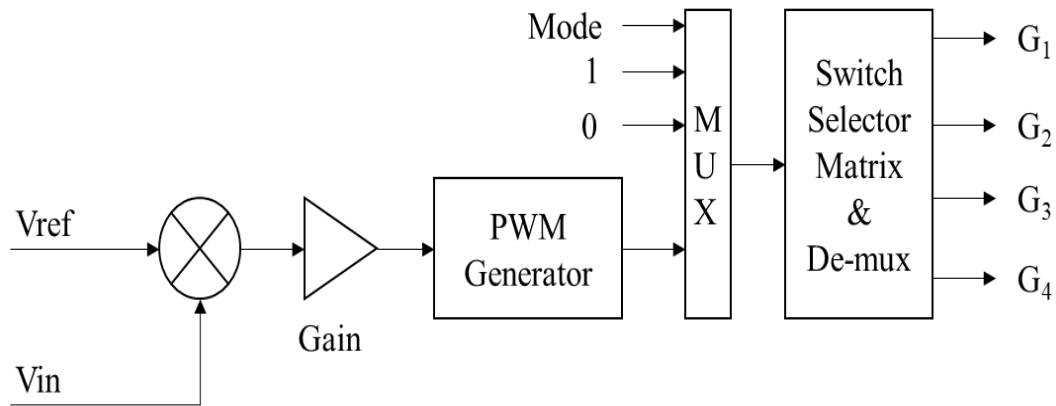 Mode
1
0
Vref
Vin
Gain
PWM
Generator
M
U
X
Switch
Selector
Matrix
&
De-mux
G₁
G₂
G₃
G₄